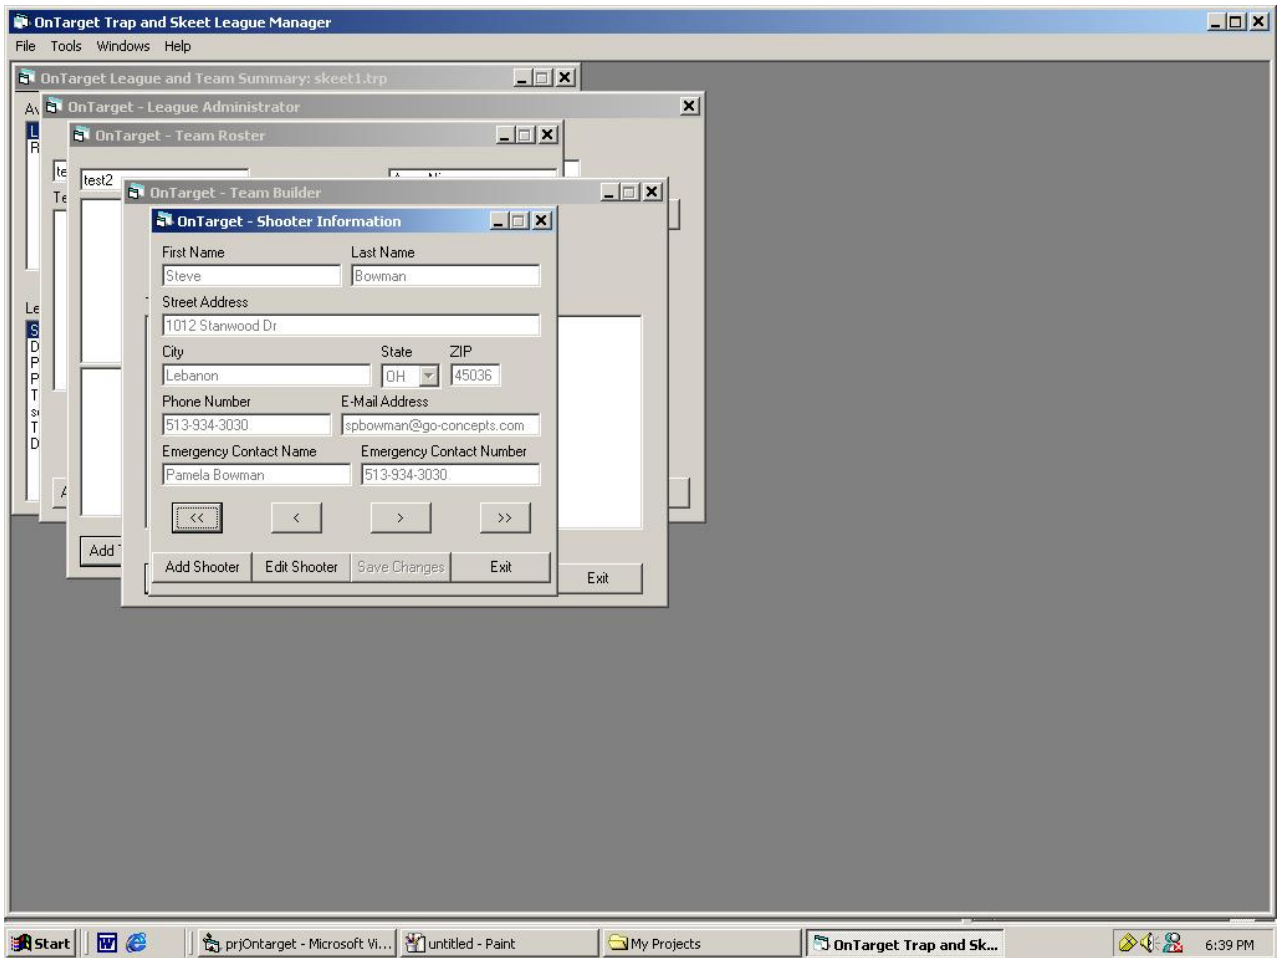 OnTarget Trap and Skeet League Manager
File Tools Windows Help
OnTarget League and Team Summary: skeet1.trp
OnTarget - League Administrator
OnTarget - Team Roster
test2
OnTarget - Team Builder
OnTarget - Shooter Information
First Name Last Name
Steve Bowman
Street Address
1012 Stanwood Dr
City State ZIP
Lebanon OH 45036
Phone Number E-Mail Address
513-934-3030 spbowman@go-concepts.com
Emergency Contact Name Emergency Contact Number
Pamela Bowman 513-934-3030
<< < > >>
Add Shooter Edit Shooter Save Changes Exit
Add
Exit
Start prjOntarget - Microsoft Vi... untitled - Paint My Projects OnTarget Trap and Sk... 6:39 PM